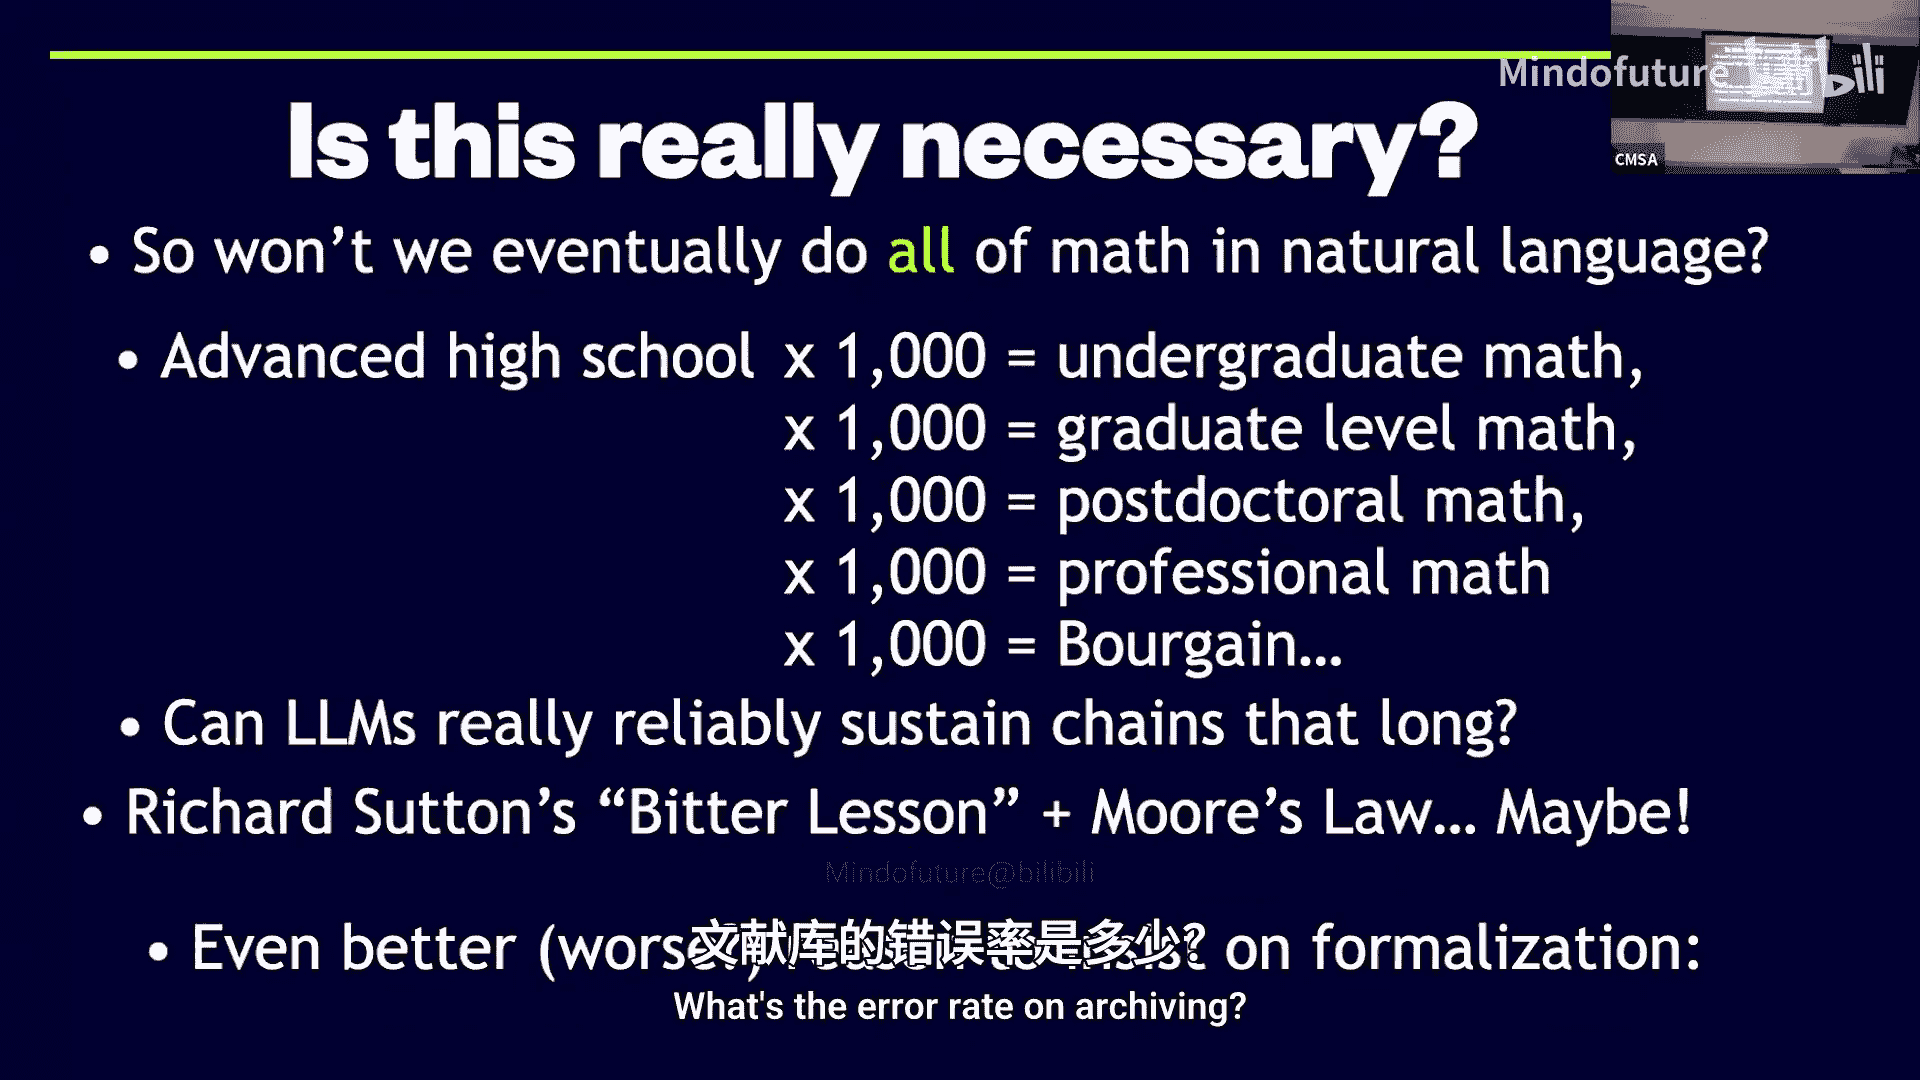 Mindofuture bilibili
CMSA
Is this really necessary?
• So won't we eventually do all of math in natural language?
• Advanced high school x 1,000 = undergraduate math,
x 1,000 = graduate level math,
x 1,000 = postdoctoral math,
x 1,000 = professional math
x 1,000 = Bourgain...
• Can LLMs really reliably sustain chains that long?
• Richard Sutton's “Bitter Lesson” + Moore's Law... Maybe!
Mindofuture@bilibili
• Even better (worse?) on formalization:
文献库的错误率是多少?
What's the error rate on archiving?